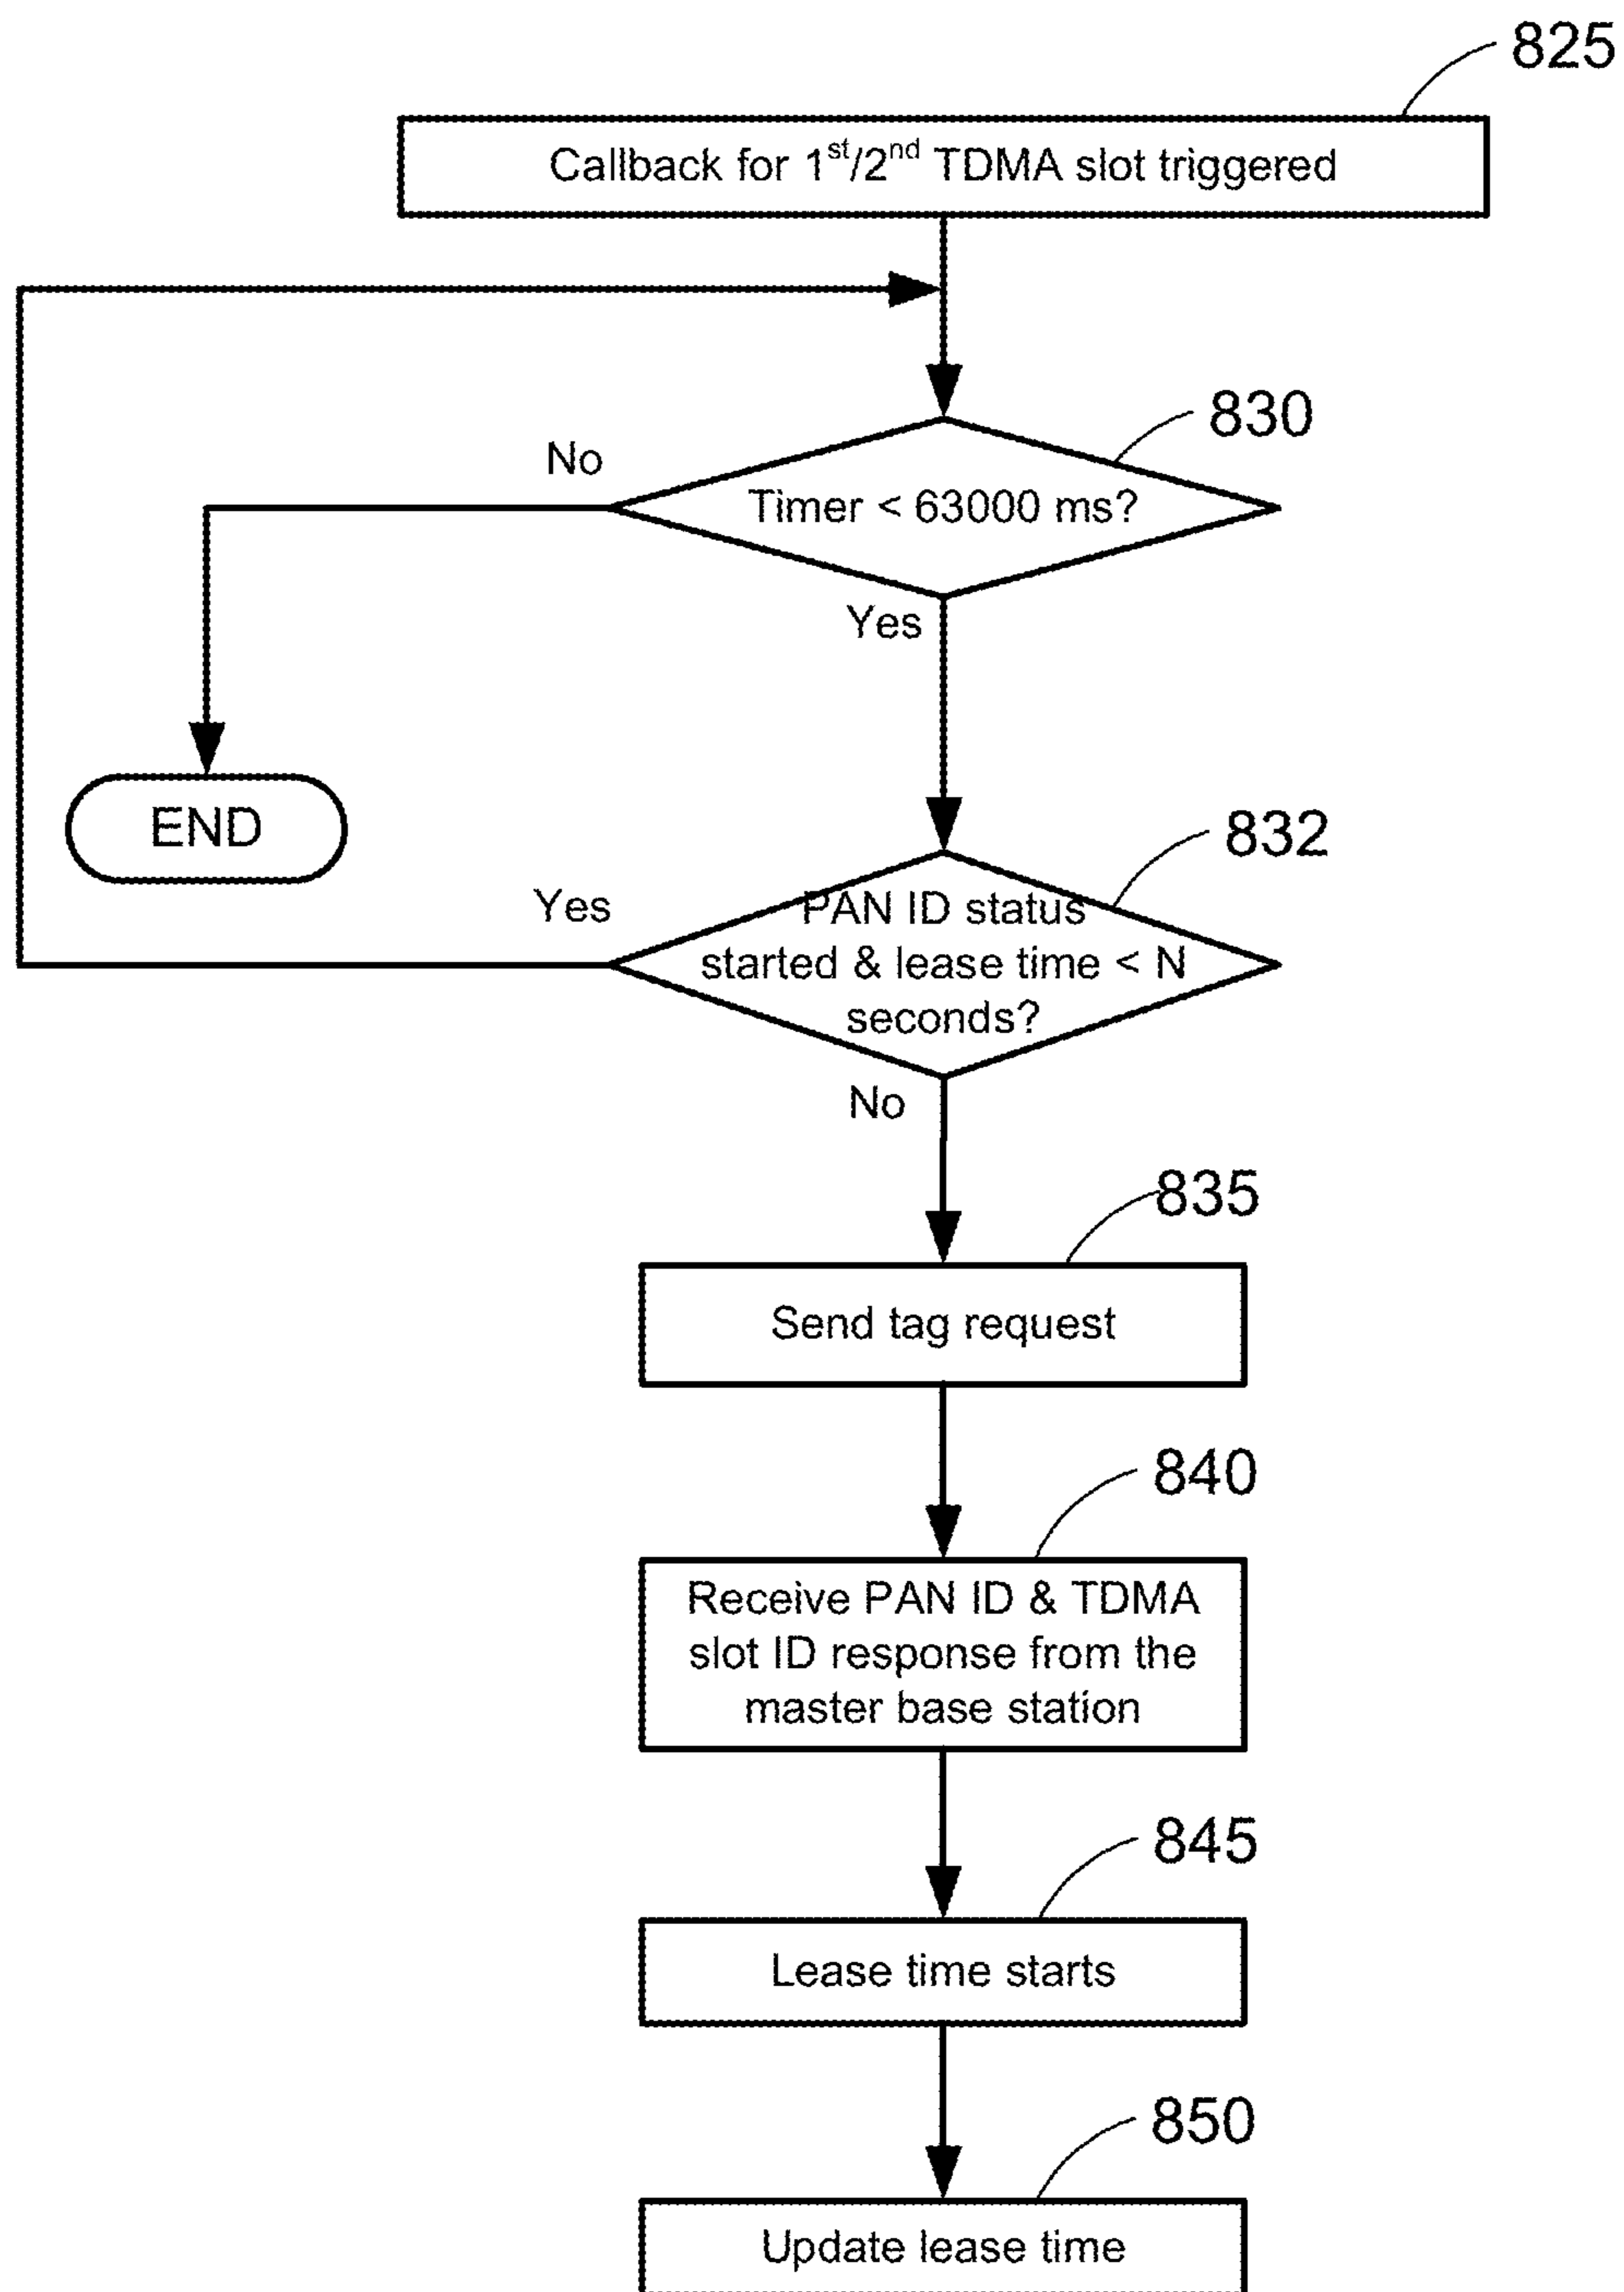 825
Callback for 1st/2nd TDMA slot triggered
830
No
Timer < 63000 ms?
Yes
END
832
Yes
PAN ID status
started & lease time < N
seconds?
No
835
Send tag request
840
Receive PAN ID & TDMA
slot ID response from the
master base station
845
Lease time starts
850
Update lease time